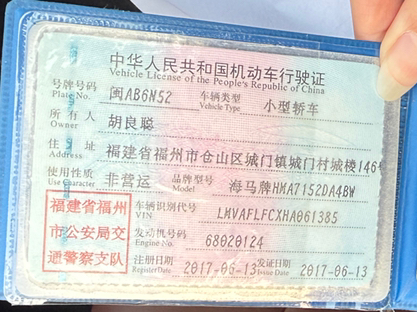 中华人民共和国机动车行驶证
Vehicle License of the People's Republic of China
号牌号码 Plate No. 闽AB6N52 车辆类型 Vehicle Type 小型轿车
所有人 Owner 胡良聪
住址 Address 福建省福州市仓山区城门镇城门村城楼146号
使用性质 Use Character 非营运 品牌型号 Model 海马牌HMA7152DA4BW
福建省福州 车辆识别代号 VIN LMVAFLFCXHA061385
市公安局交 发动机号码 Engine No. 68020124
通警察支队 注册日期 Register Date 2017-06-13 发证日期 Issue Date 2017-06-13